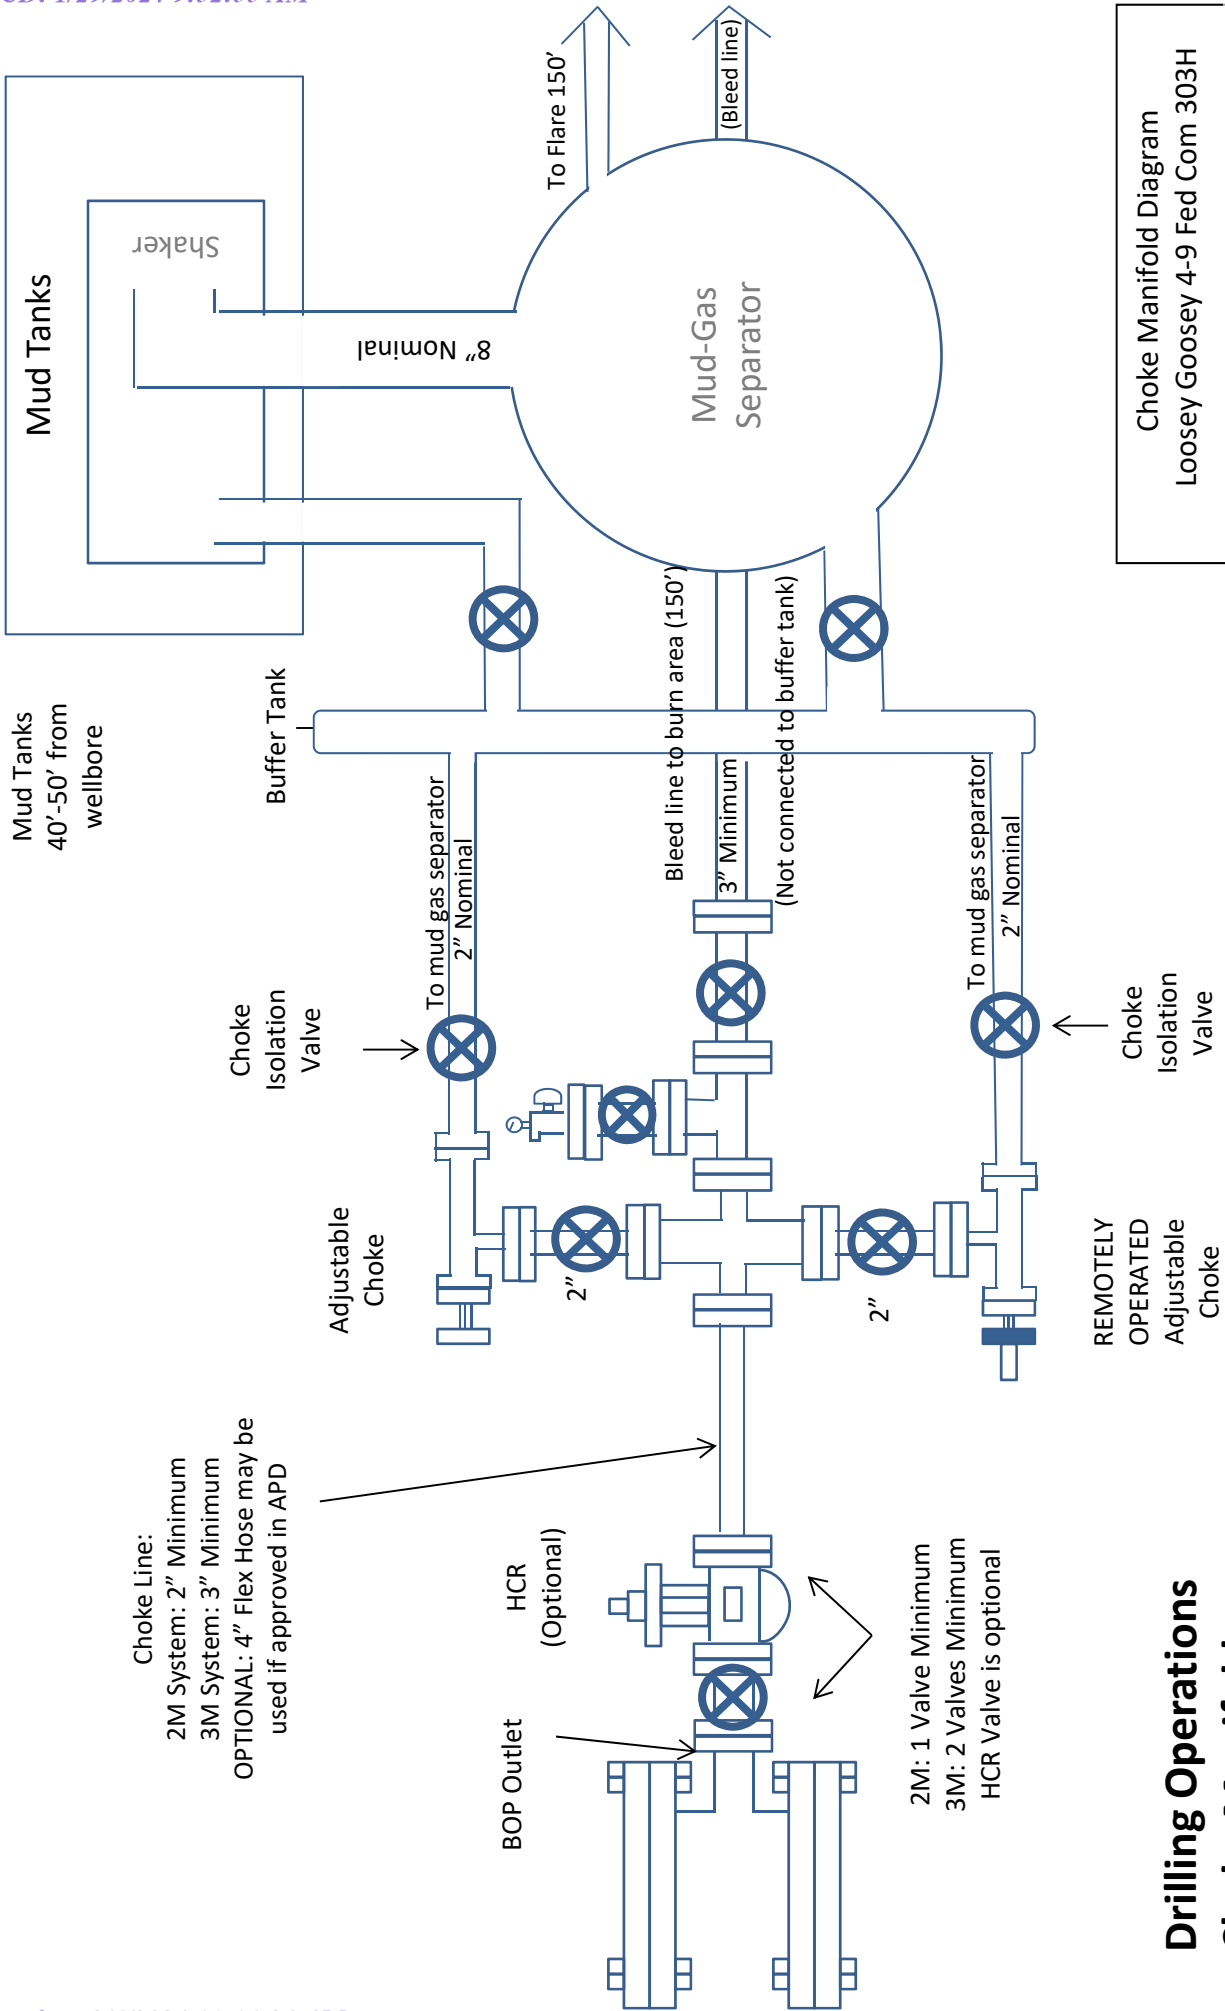 Mud Tanks
40'-50' from
wellbore
Mud Tanks
Shaker
8" Nominal
Buffer Tank
To Flare 150'
(Bleed line)
Mud-Gas
Separator
Choke
Isolation
Valve
To mud gas separator
2" Nominal
Bleed line to burn area (150')
3" Minimum
(Not connected to buffer tank)
To mud gas separator
2" Nominal
Choke
Isolation
Valve
Adjustable
Choke
2"
2"
REMOTELY
OPERATED
Adjustable
Choke
Choke Line:
2M System: 2" Minimum
3M System: 3" Minimum
OPTIONAL: 4" Flex Hose may be
used if approved in APD
HCR
(Optional)
BOP Outlet
2M: 1 Valve Minimum
3M: 2 Valves Minimum
HCR Valve is optional
Choke Manifold Diagram
Loosey Goosey 4-9 Fed Com 303H
Drilling Operations